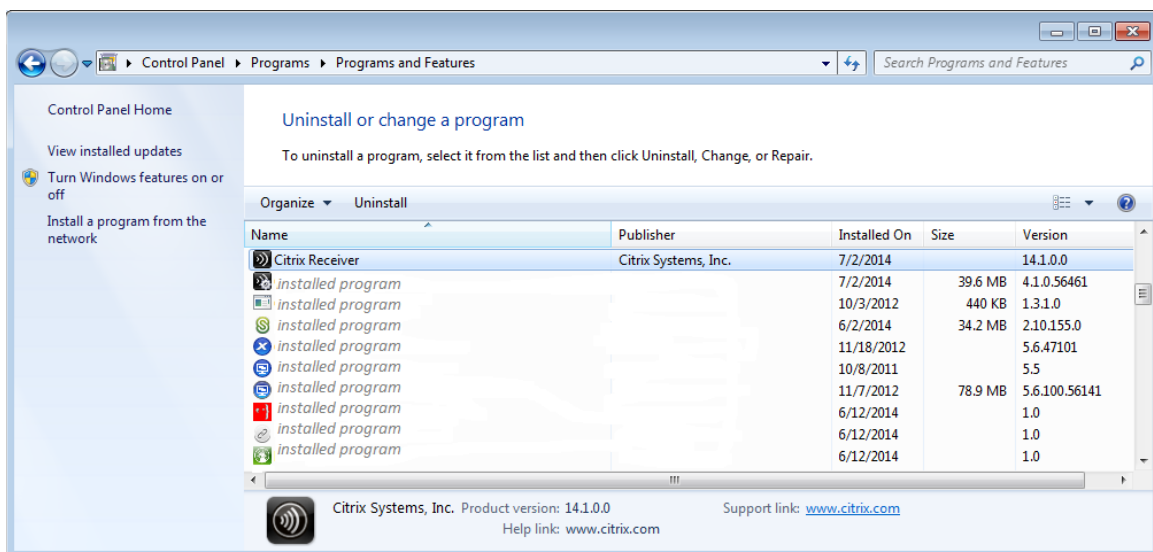 Control Panel Programs Programs and Features Search Programs and Features
Control Panel Home
View installed updates
Turn Windows features on or
off
Install a program from the
network
Uninstall or change a program
To uninstall a program, select it from the list and then click Uninstall, Change, or Repair.
Organize Uninstall
Name Publisher Installed On Size Version
Citrix Receiver Citrix Systems, Inc. 7/2/2014 14.1.0.0
installed program 7/2/2014 39.6 MB 4.1.0.56461
installed program 10/3/2012 440 KB 1.3.1.0
installed program 6/2/2014 34.2 MB 2.10.155.0
installed program 11/18/2012 5.6.47101
installed program 10/8/2011 5.5
installed program 11/7/2012 78.9 MB 5.6.100.56141
installed program 6/12/2014 1.0
installed program 6/12/2014 1.0
installed program 6/12/2014 1.0
Citrix Systems, Inc. Product version: 14.1.0.0 Support link: www.citrix.com
Help link: www.citrix.com